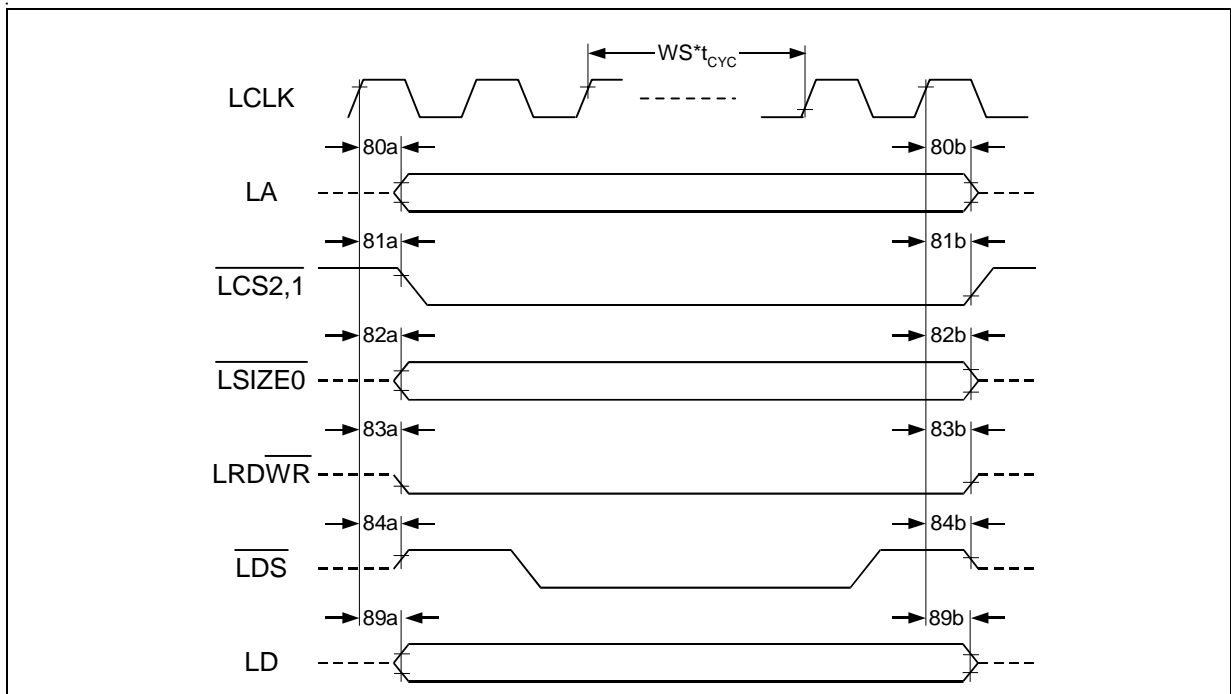 WS*tCYC
LCLK
80a 80b
LA
81a 81b
LCS2,1
82a 82b
LSIZE0
83a 83b
LRDWR
84a 84b
LDS
89a 89b
LD